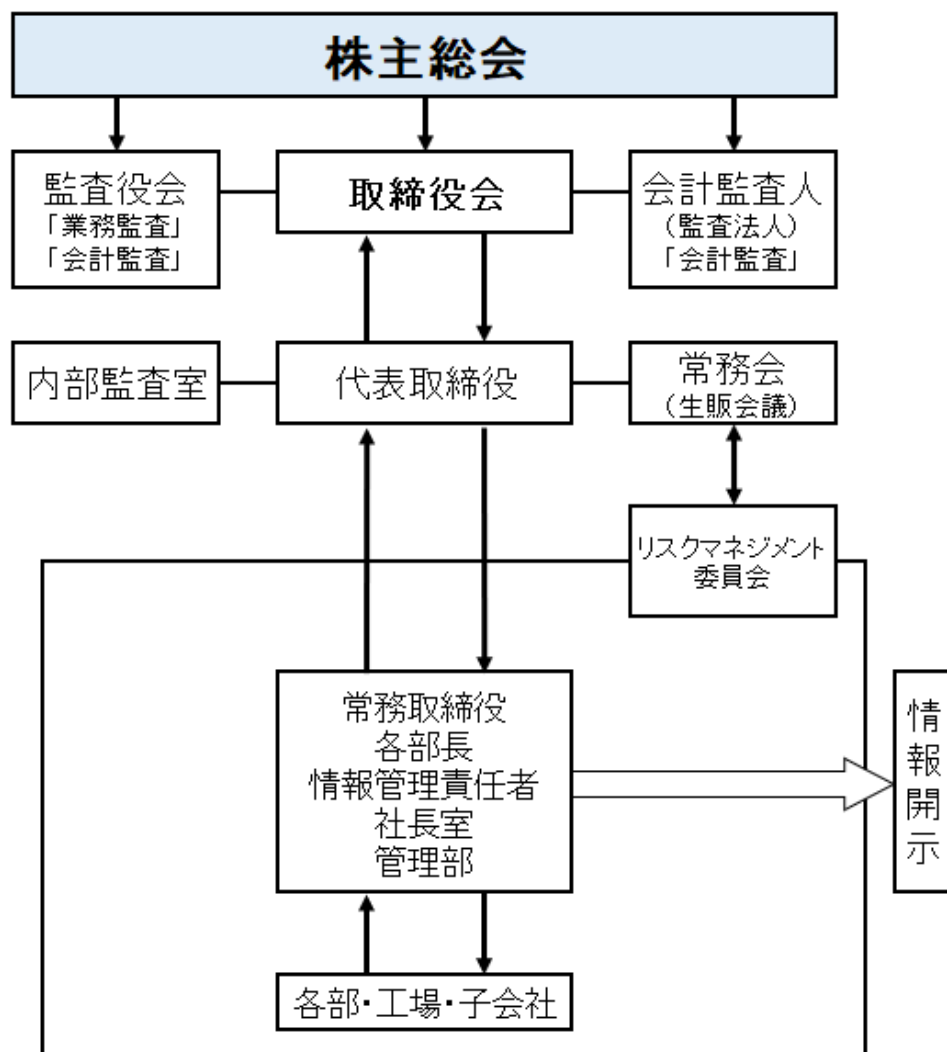 株主総会
監査役会
「業務監査」
「会計監査」
取締役会
会計監査人
（監査法人）
「会計監査」
内部監査室
代表取締役
常務会
（生販会議）
リスクマネジメント
委員会
常務取締役
各部長
情報管理責任者
社長室
管理部
情報開示
各部・工場・子会社